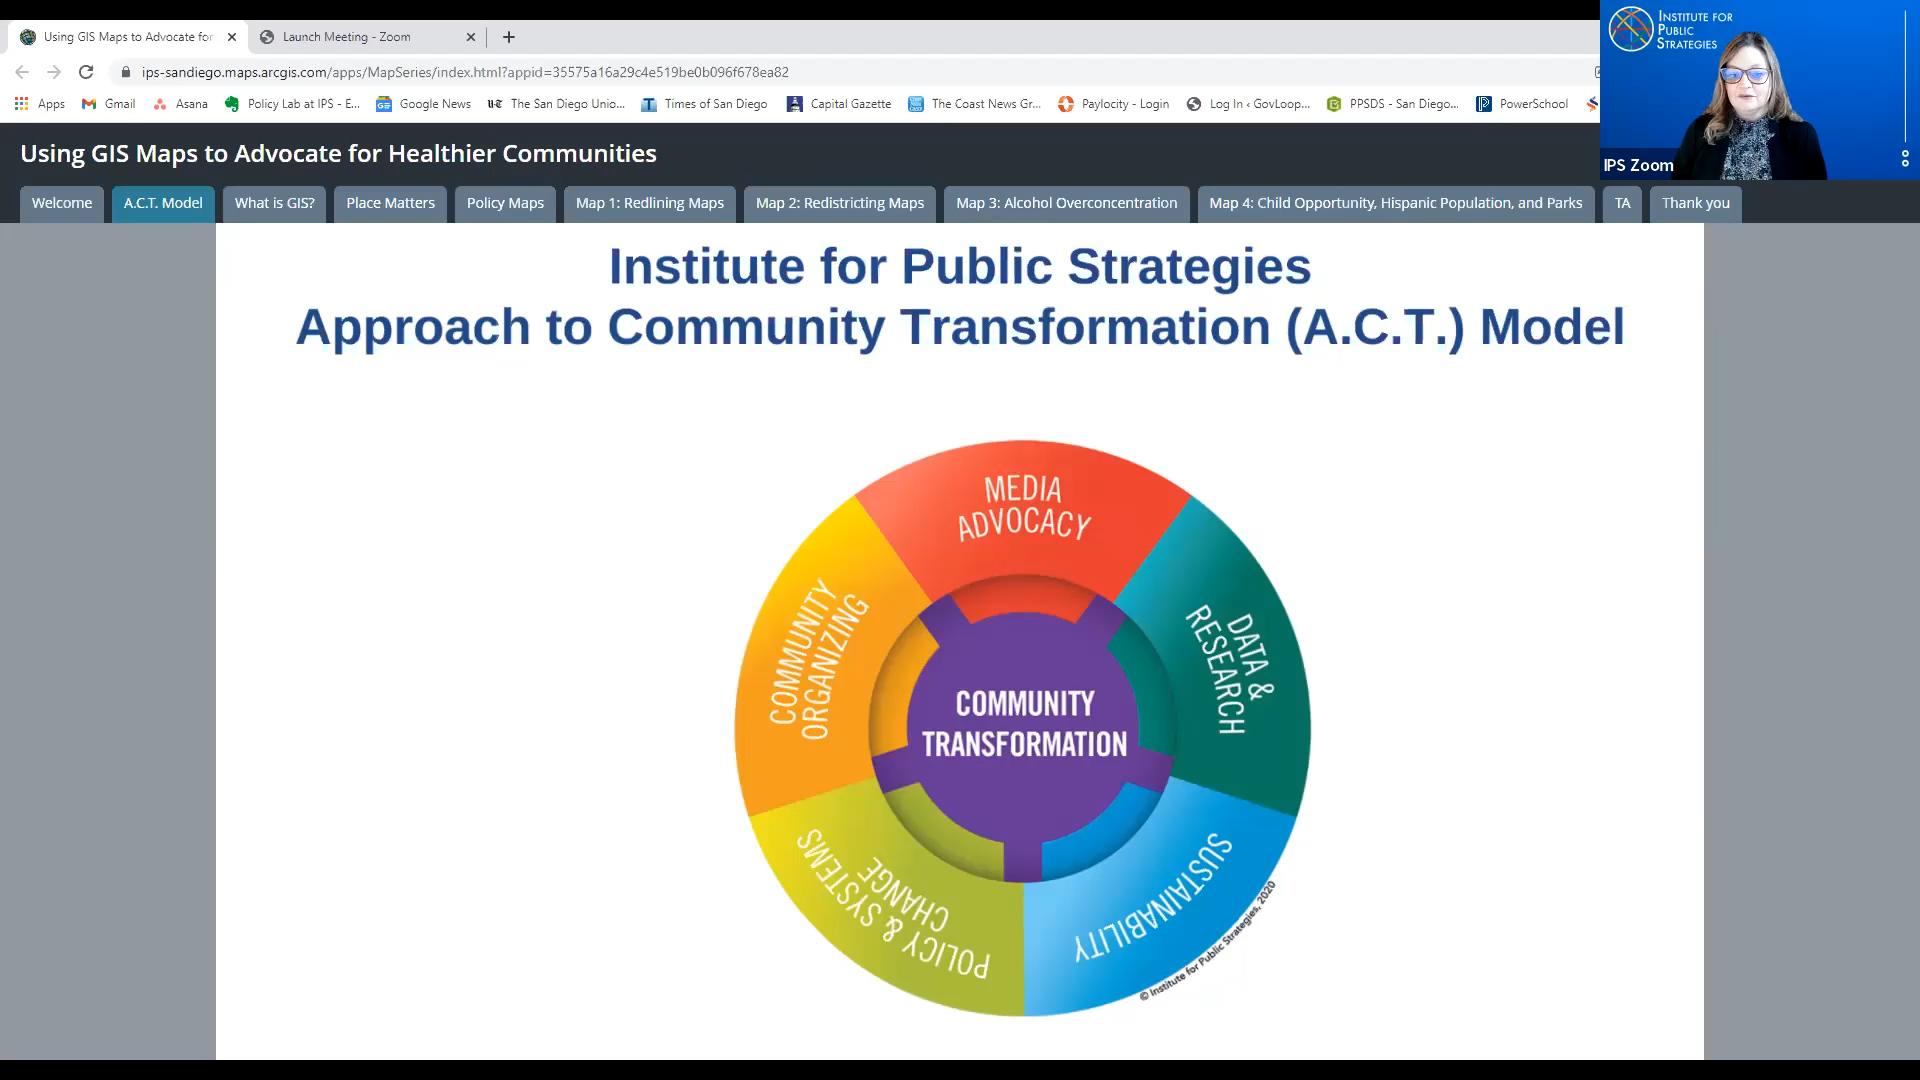 Using GIS Maps to Advocate for
Launch Meeting - Zoom
ips-sandiego.maps.arcgis.com/apps/MapSeries/index.html?appid=35575a16a29c4e519be0b096f678ea82
Apps
Gmail
Asana
Policy Lab at IPS - E...
Google News
The San Diego Unio...
Times of San Diego
Capital Gazette
The Coast News Gr...
Paylocity - Login
Log In ‹ GovLoop...
PPSDS - San Diego...
PowerSchool
INSTITUTE FOR
PUBLIC
STRATEGIES
IPS Zoom
Using GIS Maps to Advocate for Healthier Communities
Welcome
A.C.T. Model
What is GIS?
Place Matters
Policy Maps
Map 1: Redlining Maps
Map 2: Redistricting Maps
Map 3: Alcohol Overconcentration
Map 4: Child Opportunity, Hispanic Population, and Parks
TA
Thank you
Institute for Public Strategies
Approach to Community Transformation (A.C.T.) Model
MEDIA
ADVOCACY
DATA &
RESEARCH
SUSTAINABILITY
POLICY & SYSTEMS
CHANGE
COMMUNITY
ORGANIZING
COMMUNITY
TRANSFORMATION
© Institute for Public Strategies, 2020